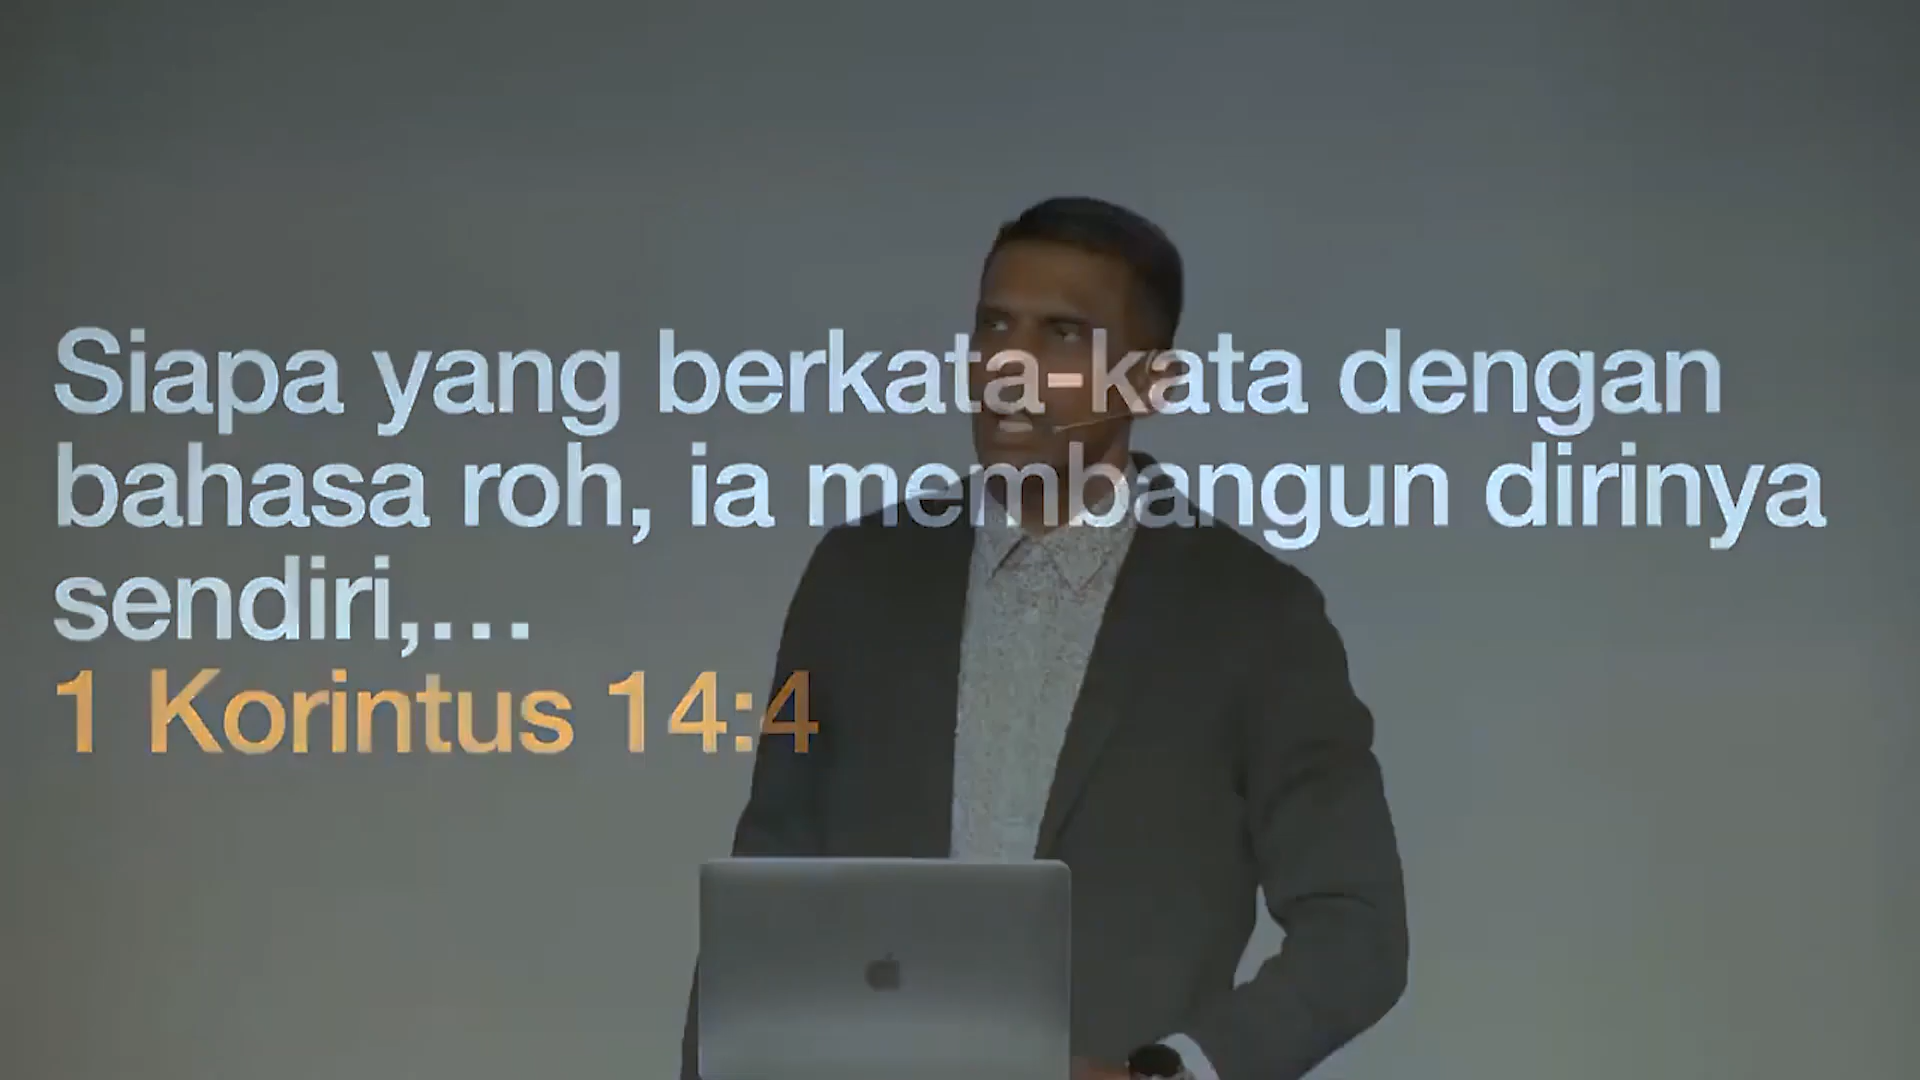 Siapa yang berkata-kata dengan
bahasa roh, ia membangun dirinya
sendiri,...
1 Korintus 14:4